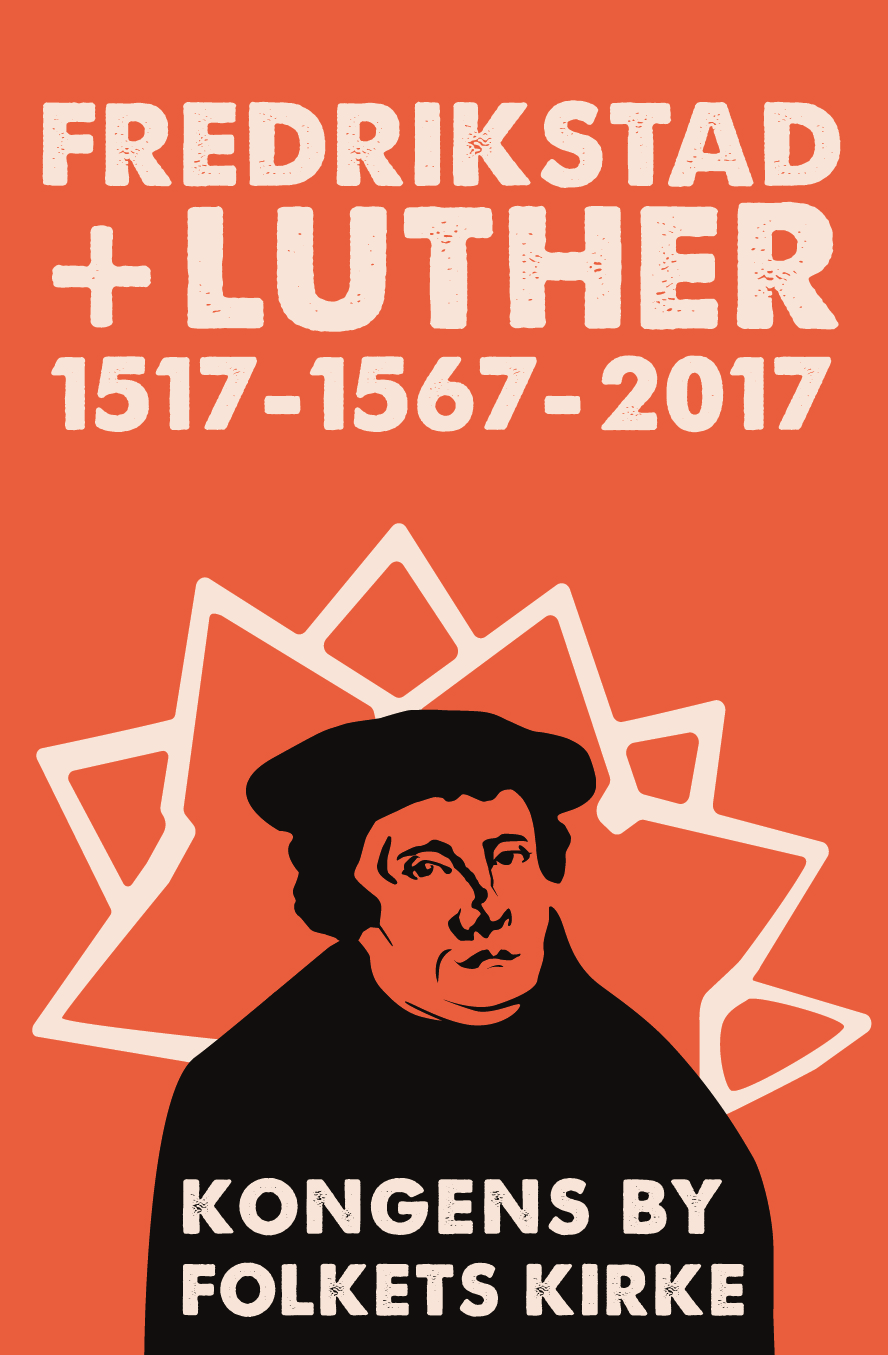 FREDRIKSTAD
+ LUTHER
1517-1567-2017
KONGENS BY
FOLKETS KIRKE